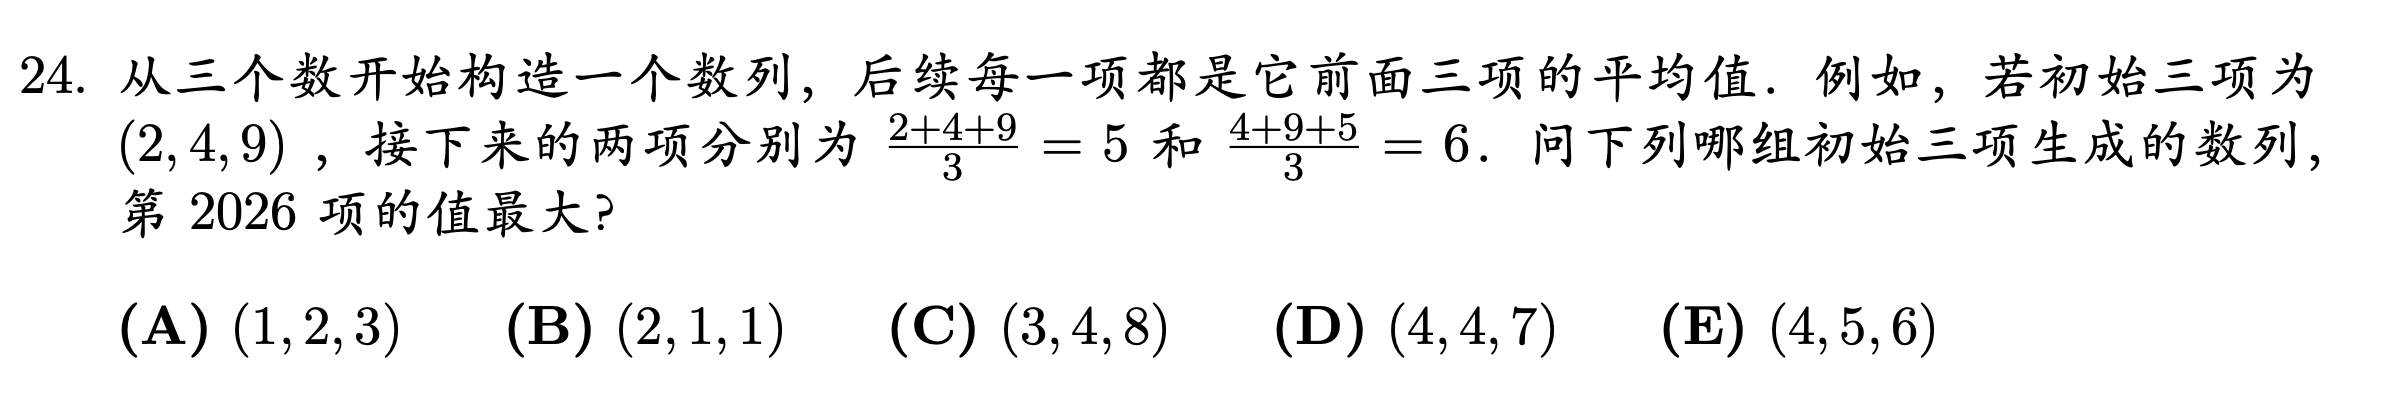 24. 从三个数开始构造一个数列，后续每一项都是它前面三项的平均值．例如，若初始三项为
(2, 4, 9) ，接下来的两项分别为 $\frac{2+4+9}{3} = 5$ 和 $\frac{4+9+5}{3} = 6$．问下列哪组初始三项生成的数列，
第 2026 项的值最大?
(A) (1, 2, 3) (B) (2, 1, 1) (C) (3, 4, 8) (D) (4, 4, 7) (E) (4, 5, 6)